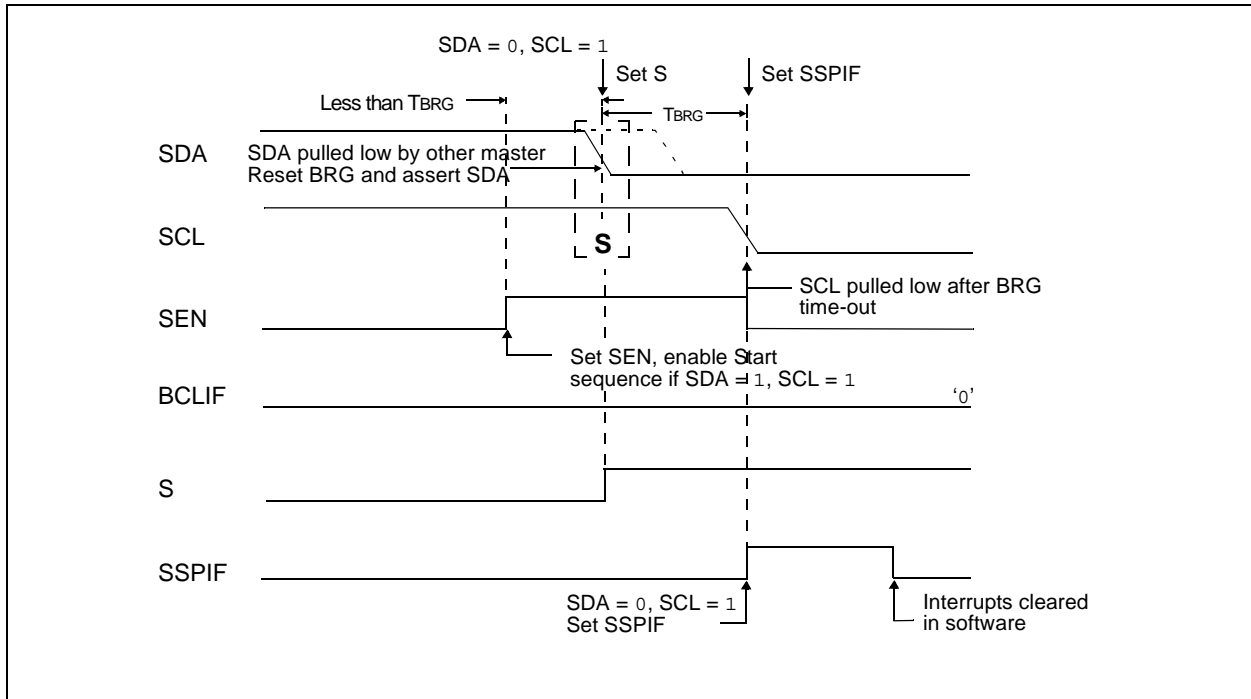 SDA = 0, SCL = 1
Set S
Set SSPIF
Less than TBRG
TBRG
SDA
SDA pulled low by other master
Reset BRG and assert SDA
SCL
S
SCL pulled low after BRG
time-out
SEN
Set SEN, enable Start
sequence if SDA = 1, SCL = 1
BCLIF
‘0’
S
SSPIF
SDA = 0, SCL = 1
Set SSPIF
Interrupts cleared
in software